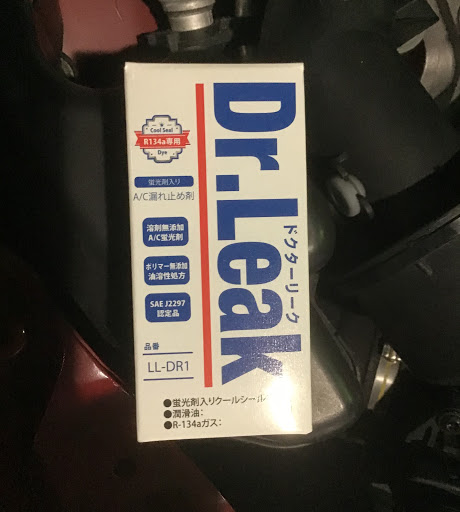 Cool Seal
R134a専用
Dye
蛍光剤入り
A/C漏れ止め剤
溶剤無添加
A/C蛍光剤
ポリマー無添加
油溶性処方
SAE J2297
認定品
品番
LL-DR1
Dr.Leak
ドクターリーク
●蛍光剤入りクールシール
●潤滑油:
●R-134aガス: